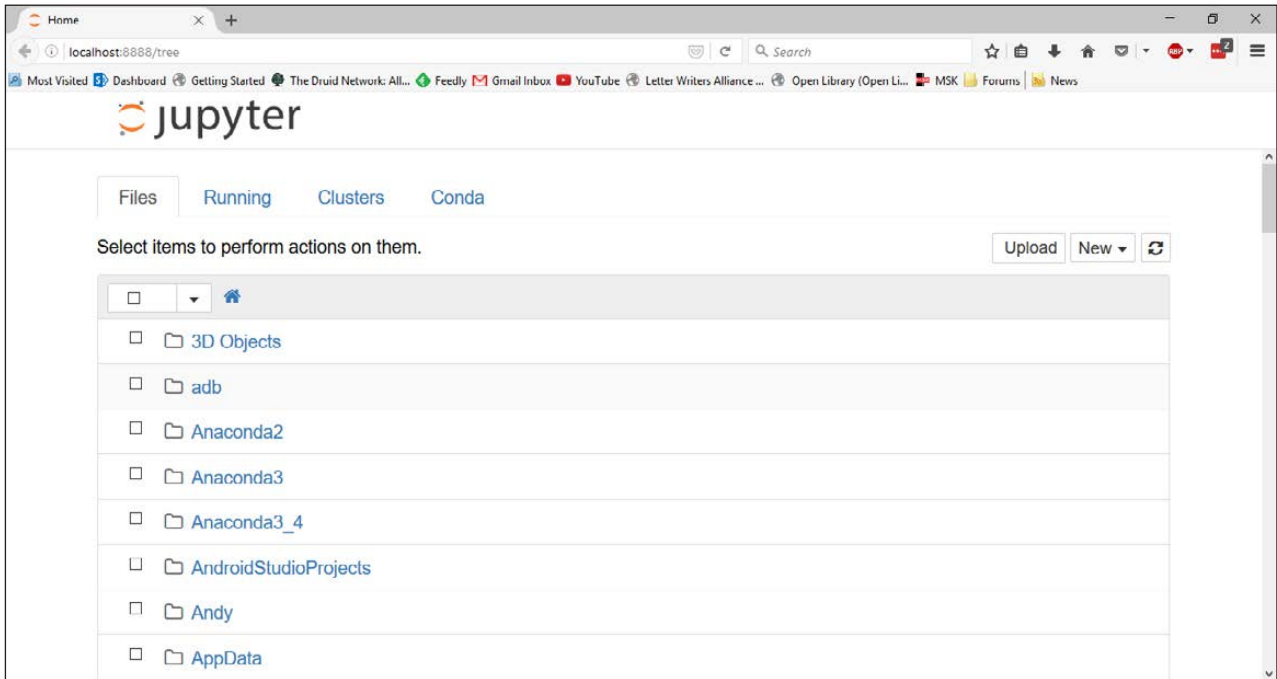 Home
localhost:8888/tree
Search
2
Most Visited Dashboard Getting Started The Druid Network: All... Feedly Gmail Inbox YouTube Letter Writers Alliance ... Open Library (Open Li... MSK Forums News
jupyter
Files Running Clusters Conda
Select items to perform actions on them.
Upload New
3D Objects
adb
Anaconda2
Anaconda3
Anaconda3_4
AndroidStudioProjects
Andy
AppData